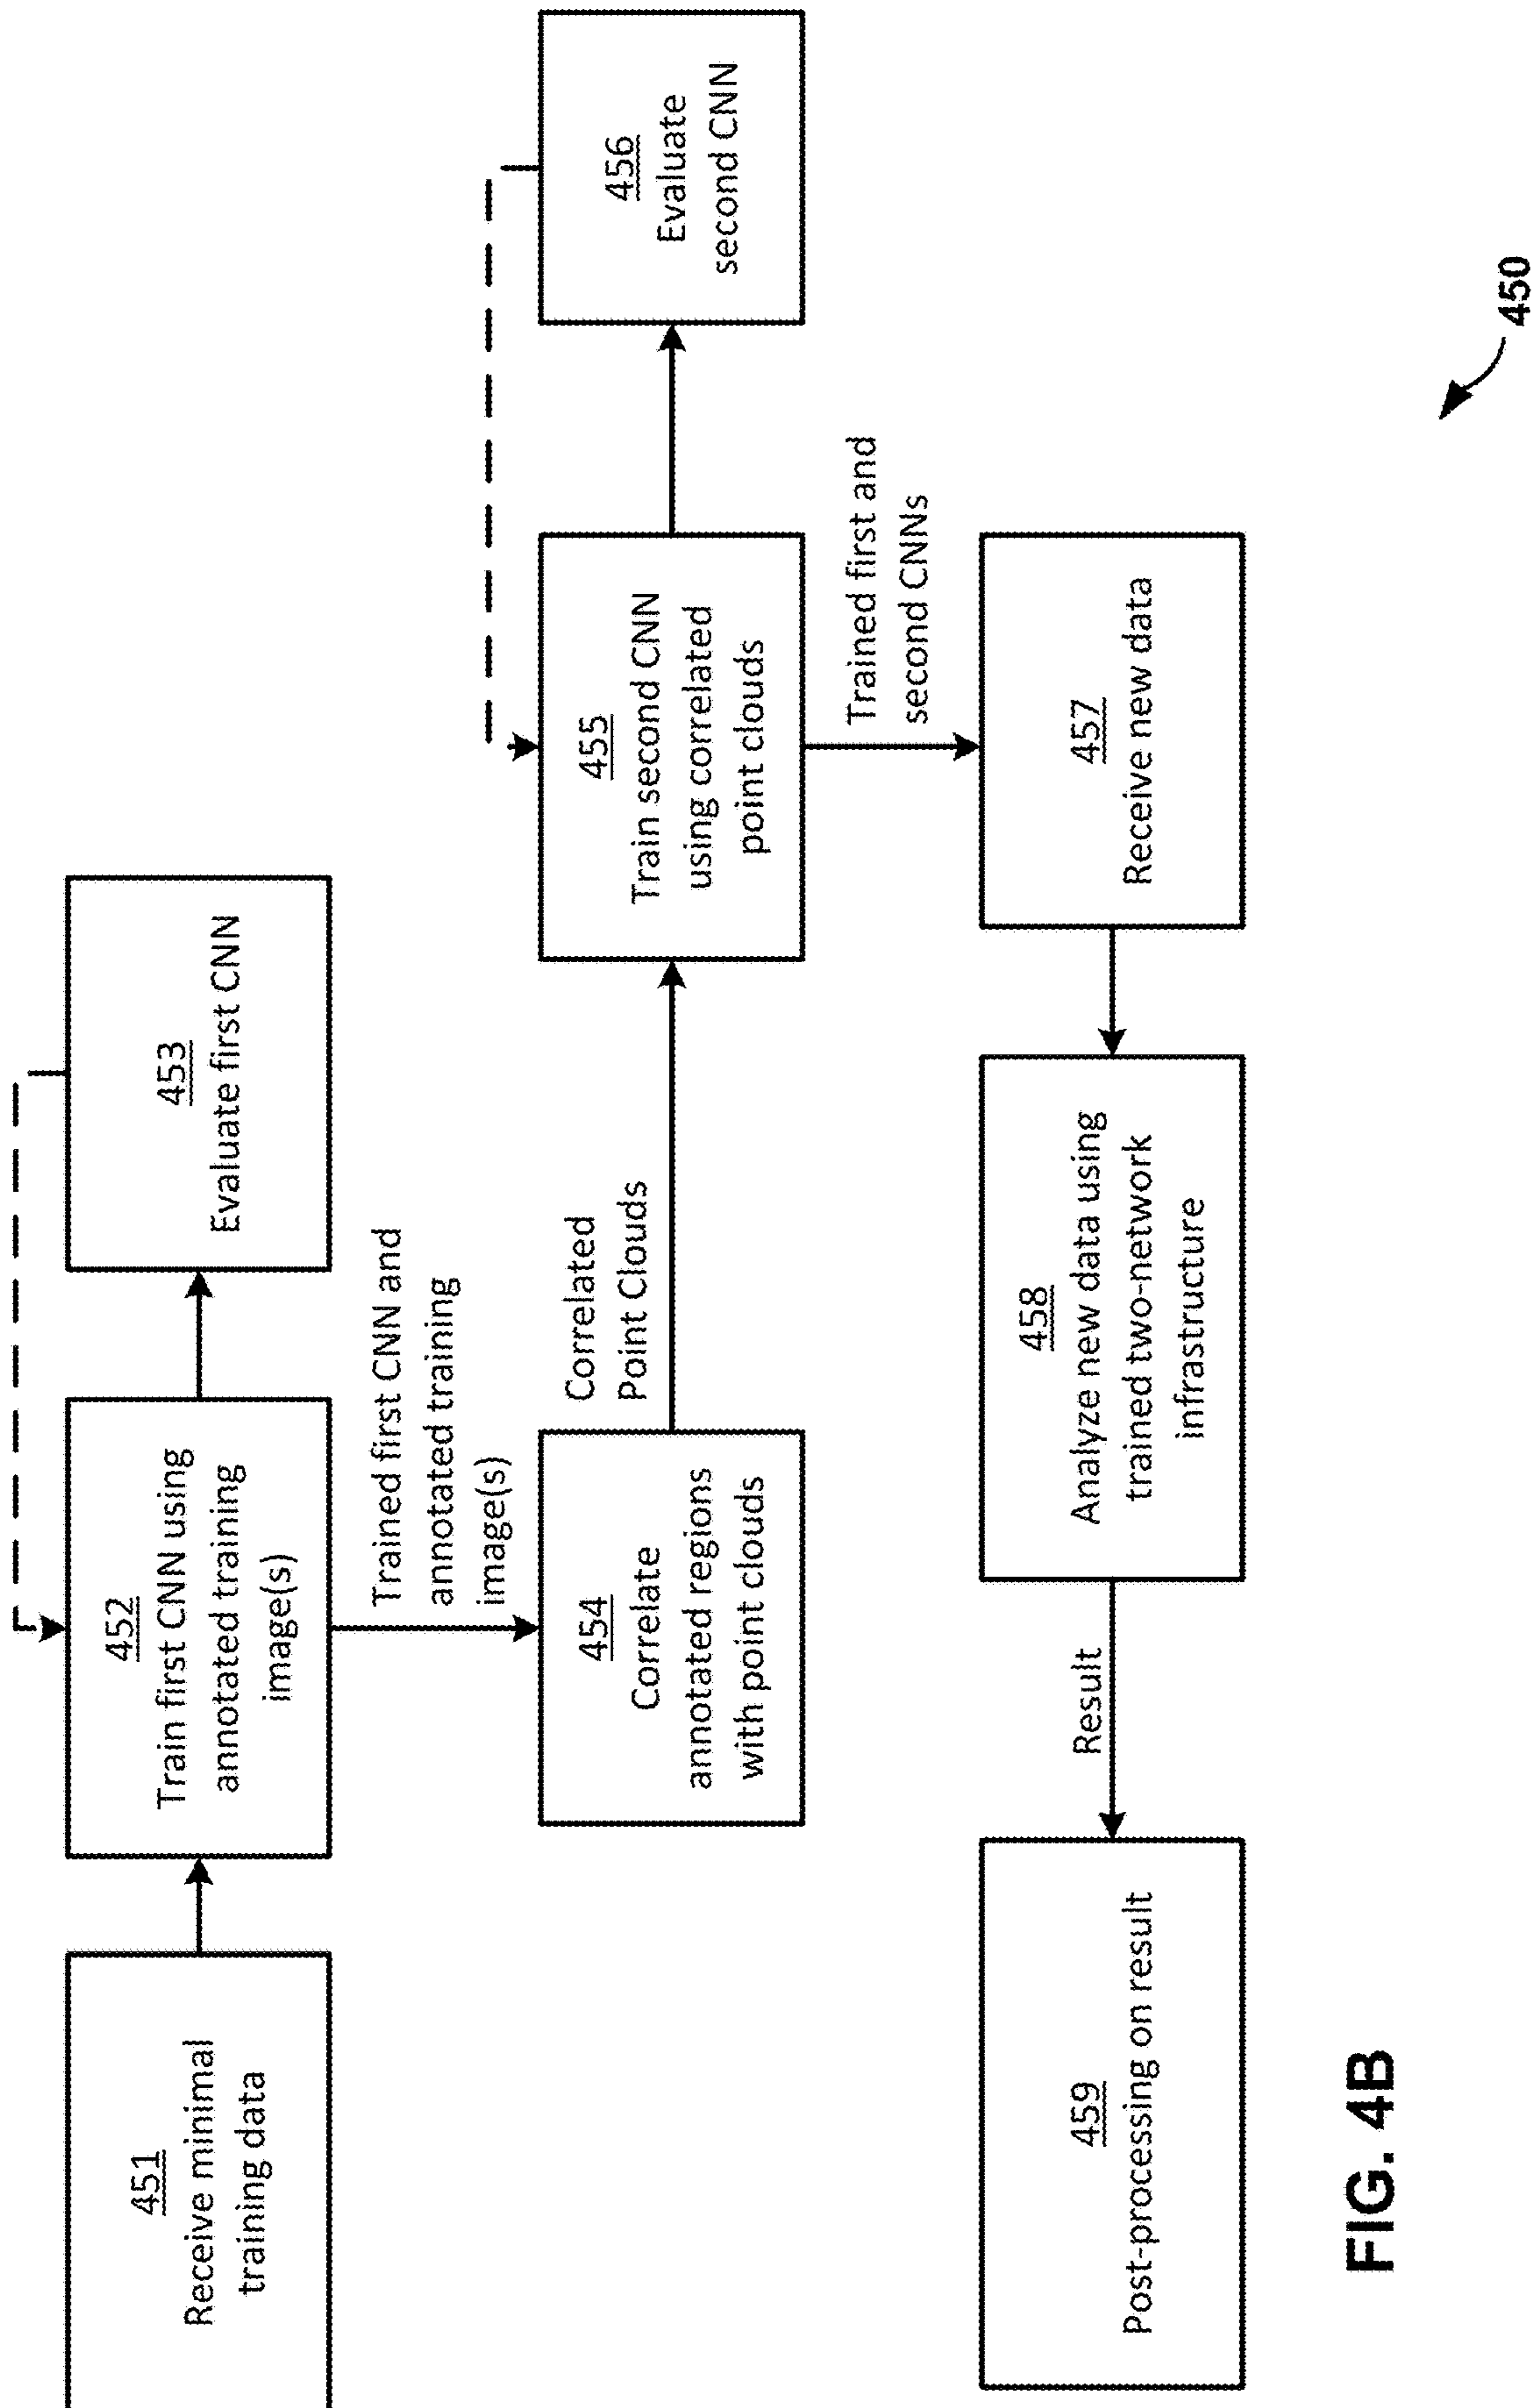 451
Receive minimal
training data
452
Train first CNN using
annotated training
image(s)
453
Evaluate first CNN
Trained first CNN and
annotated training
image(s)
454
Correlate
annotated regions
with point clouds
Correlated
Point Clouds
455
Train second CNN
using correlated
point clouds
456
Evaluate
second CNN
Trained first and
second CNNs
457
Receive new data
458
Analyze new data using
trained two-network
infrastructure
Result
459
Post-processing on result
450
FIG. 4B